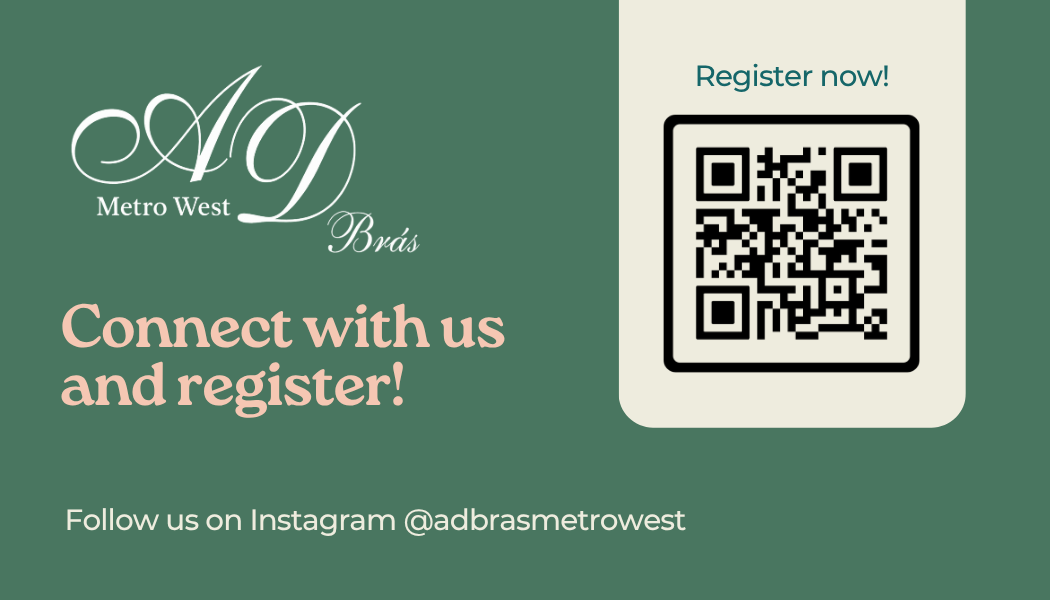 AD
Metro West
Brás
Connect with us
and register!
Register now!
Follow us on Instagram @adbrasmetrowest